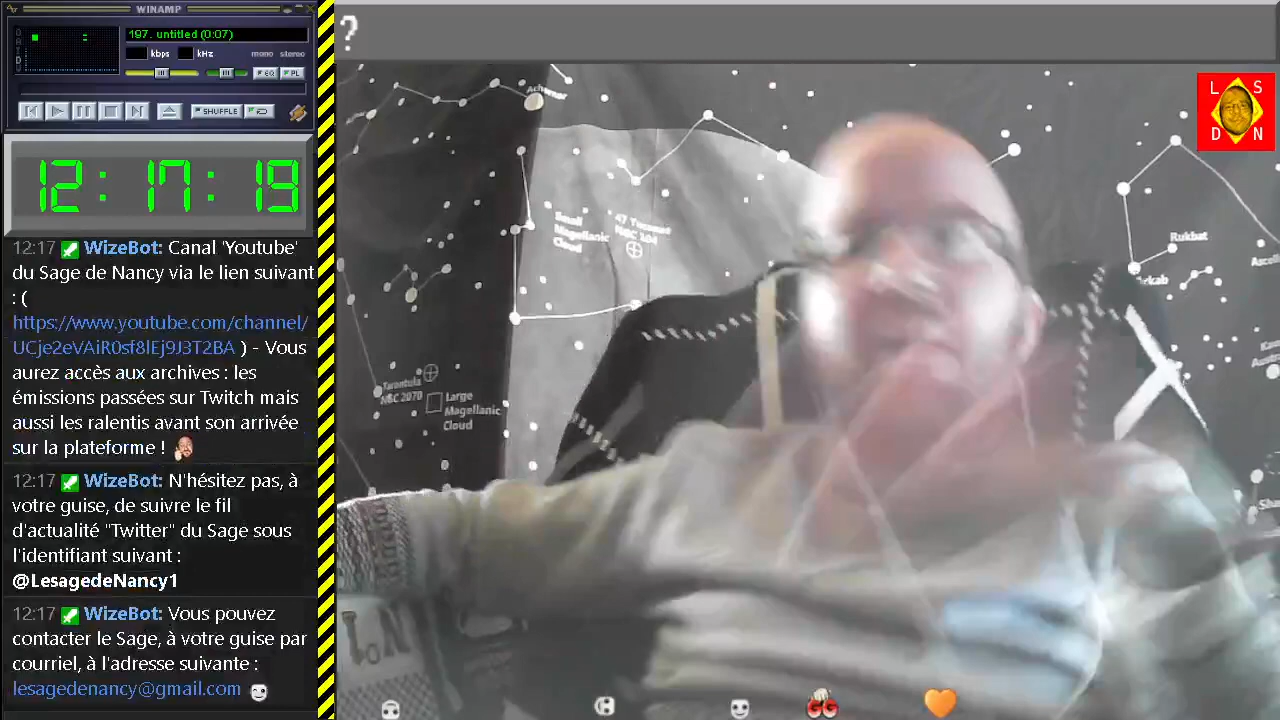 WINAMP
197. untitled (0:07)
kbps
kHz
mono stereo
EQ
PL
SHUFFLE
12:17:19
12:17 WizeBot: Canal 'Youtube'
du Sage de Nancy via le lien suivant
: (
https://www.youtube.com/channel/
UCje2eVAiR0sf8lEj9J3T2BA ) - Vous
aurez accès aux archives : les
émissions passées sur Twitch mais
aussi les ralentis avant son arrivée
sur la plateforme !
12:17 WizeBot: N'hésitez pas, à
votre guise, de suivre le fil
d'actualité "Twitter" du Sage sous
l'identifiant suivant :
@LesagedeNancy1
12:17 WizeBot: Vous pouvez
contacter le Sage, à votre guise par
courriel, à l'adresse suivante :
lesagedenancy@gmail.com
?
L S
D N
Achernar
Small
Magellanic
Cloud
47 Tucanae
NGC 104
Tarantula
NGC 2070
Large
Magellanic
Cloud
Rukbat
Arkab
GG